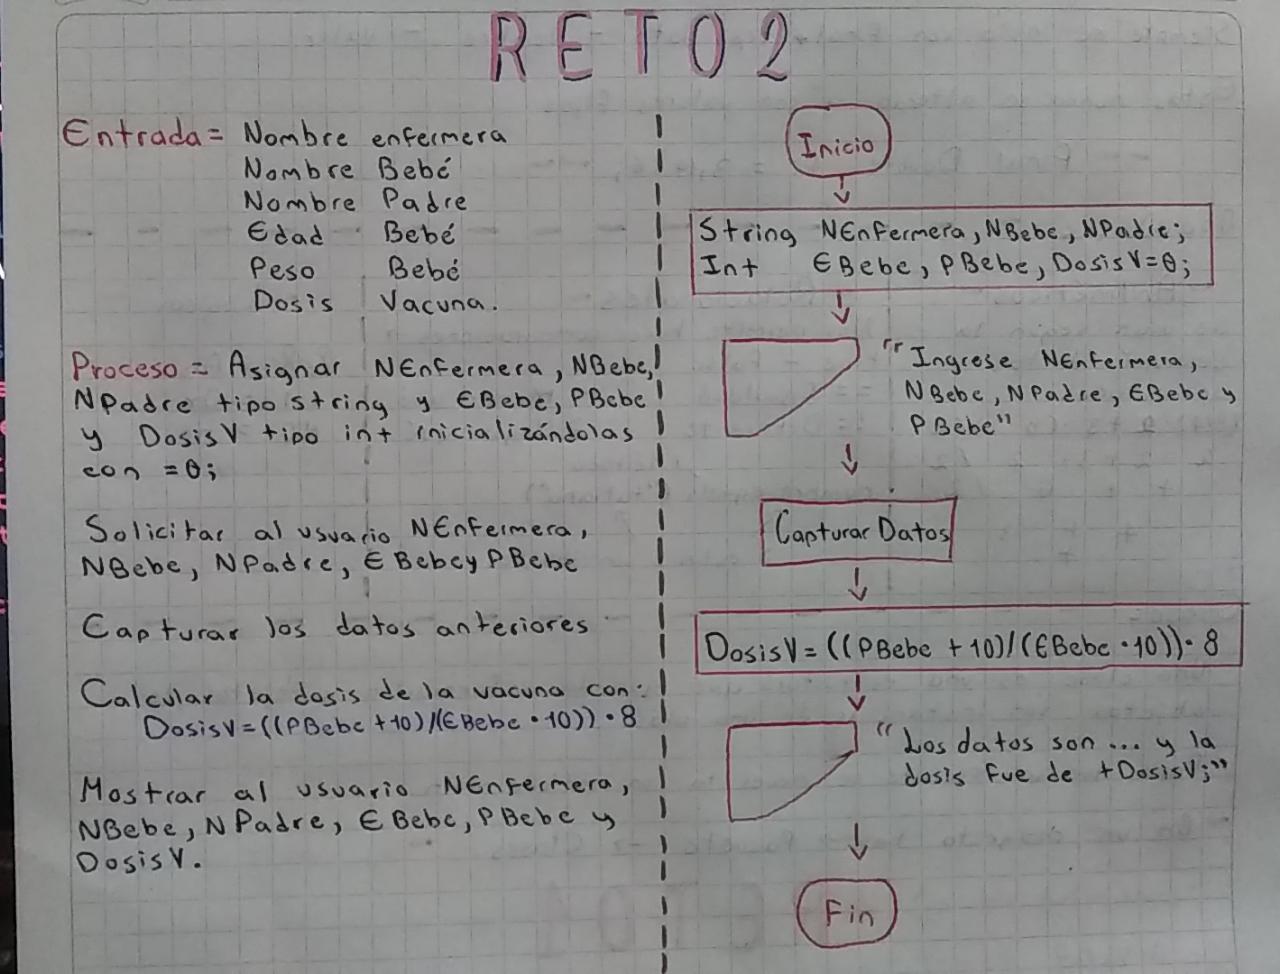 RETO2
Entrada = Nombre enfermera
Nombre Bebé
Nombre Padre
Edad Bebé
Peso Bebé
Dosis Vacuna.
Proceso = Asignar NEnfermera, NBebe,
NPadre tipo string y EBebe, PBebe
y DosisV tipo int inicializándolas
con =0;
Solicitar al usuario NEnfermera,
NBebe, NPadre, EBebe y PBebe
Capturar los datos anteriores
Calcular la dosis de la vacuna con:
DosisV=((PBebe+10)/(EBebe·10))·8
Mostrar al usuario NEnfermera,
NBebe, NPadre, EBebe, PBebe y
DosisV.
Inicio
String NEnfermera, NBebe, NPadre;
Int EBebe, PBebe, DosisV=0;
"Ingrese NEnfermera,
NBebe, NPadre, EBebe y
PBebe"
Capturar Datos
DosisV=((PBebe+10)/(EBebe·10))·8
"Los datos son ... y la
dosis fue de +DosisV;"
Fin